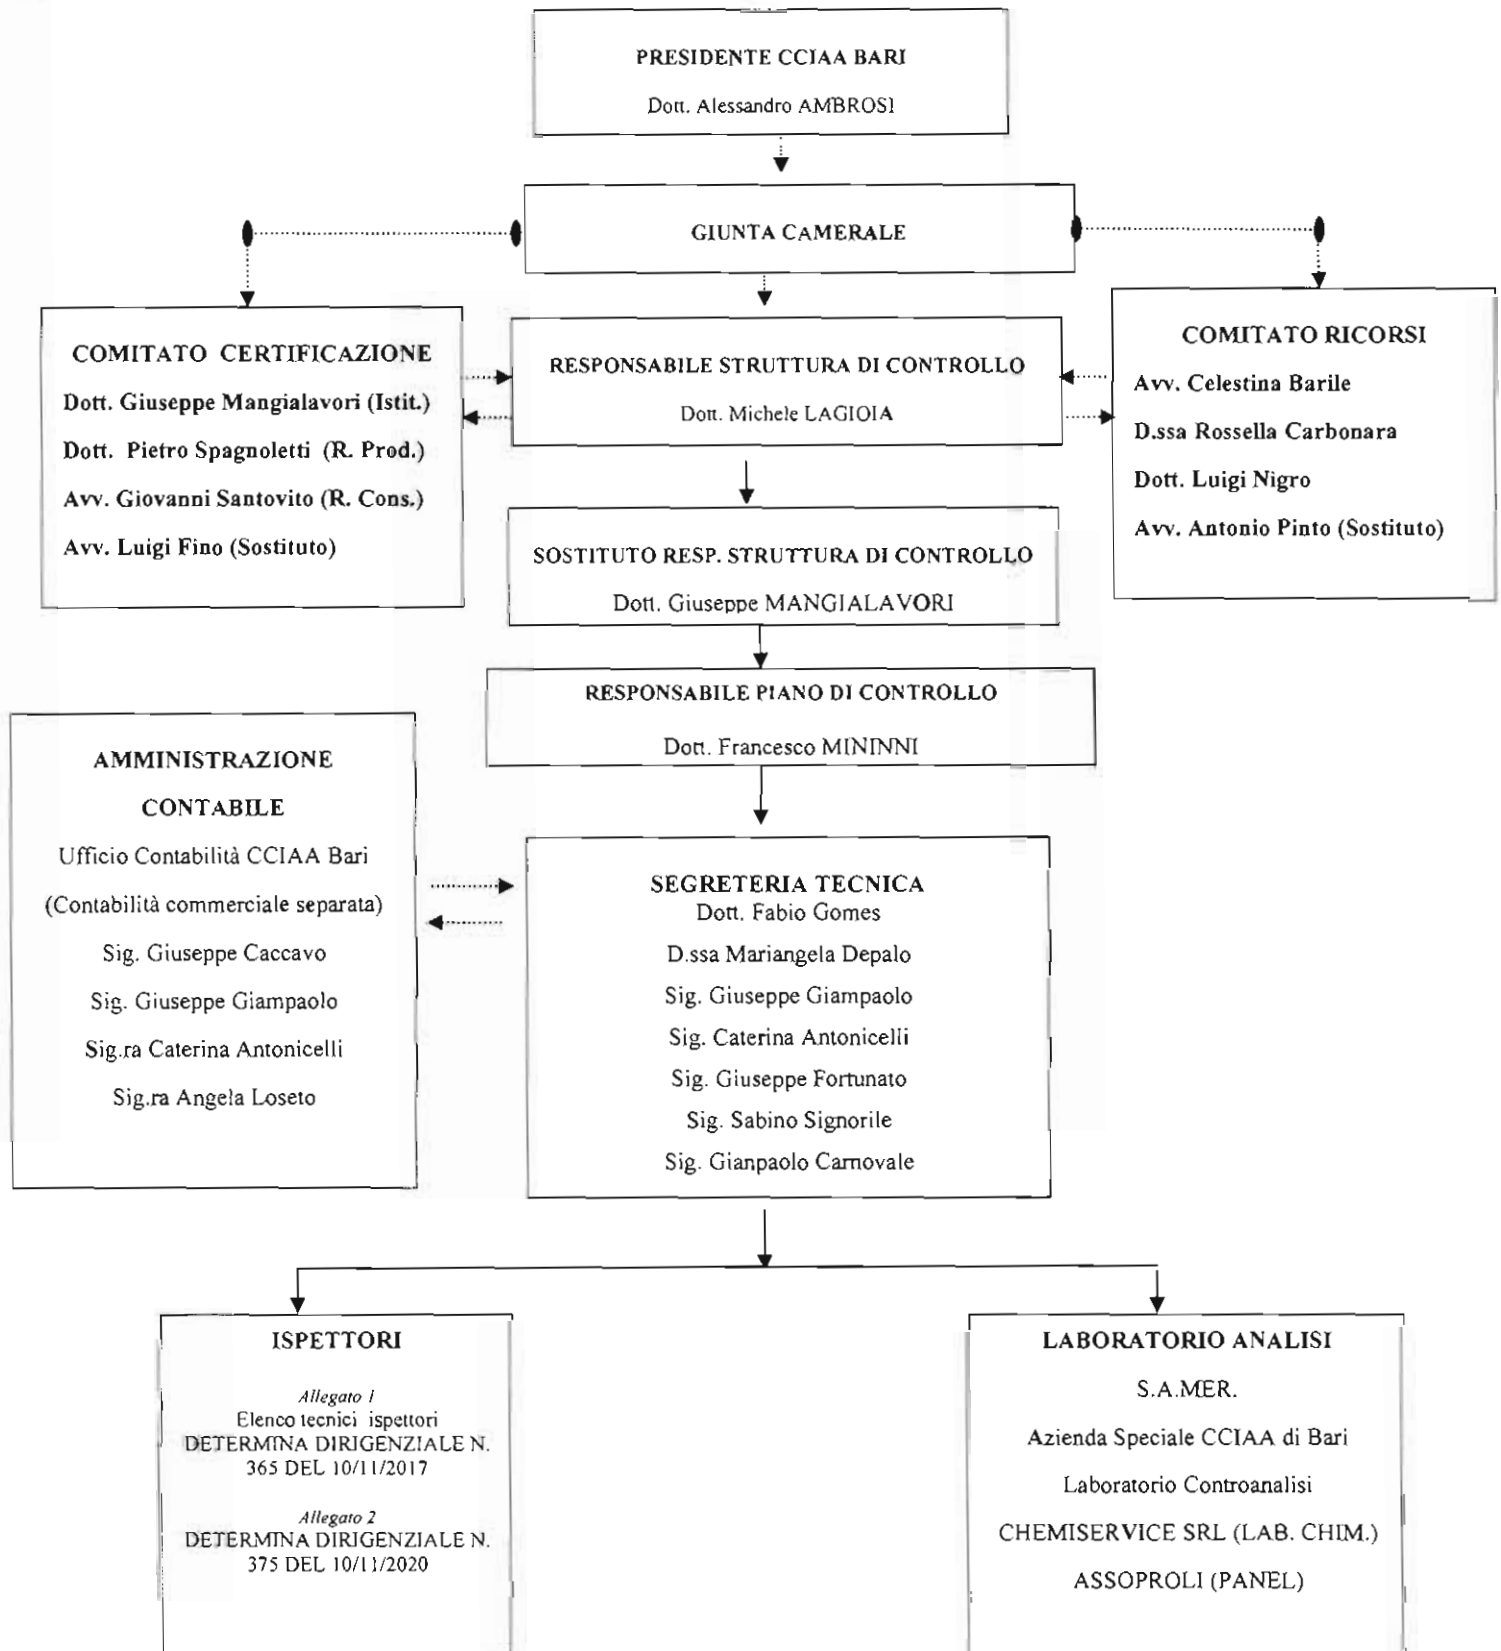 PRESIDENTE CCIAA BARI
Dott. Alessandro AMBROSI
GIUNTA CAMERALE
COMITATO CERTIFICAZIONE
Dott. Giuseppe Mangialavori (Istit.)
Dott. Pietro Spagnoletti (R. Prod.)
Avv. Giovanni Santovito (R. Cons.)
Avv. Luigi Fino (Sostituto)
RESPONSABILE STRUTTURA DI CONTROLLO
Dott. Michele LAGIOIA
COMITATO RICORSI
Avv. Celestina Barile
D.ssa Rossella Carbonara
Dott. Luigi Nigro
Avv. Antonio Pinto (Sostituto)
SOSTITUTO RESP. STRUTTURA DI CONTROLLO
Dott. Giuseppe MANGIALAVORI
RESPONSABILE PIANO DI CONTROLLO
Dott. Francesco MININNI
AMMINISTRAZIONE
CONTABILE
Ufficio Contabilità CCIAA Bari
(Contabilità commerciale separata)
Sig. Giuseppe Caccavo
Sig. Giuseppe Giampaolo
Sig.ra Caterina Antonicelli
Sig.ra Angela Loseto
SEGRETERIA TECNICA
Dott. Fabio Gomes
D.ssa Mariangela Depalo
Sig. Giuseppe Giampaolo
Sig. Caterina Antonicelli
Sig. Giuseppe Fortunato
Sig. Sabino Signorile
Sig. Gianpaolo Carnovale
ISPETTORI
Allegato 1
Elenco tecnici ispettori
DETERMINA DIRIGENZIALE N.
365 DEL 10/11/2017
Allegato 2
DETERMINA DIRIGENZIALE N.
375 DEL 10/11/2020
LABORATORIO ANALISI
S.A.MER.
Azienda Speciale CCIAA di Bari
Laboratorio Controanalisi
CHEMISERVICE SRL (LAB. CHIM.)
ASSOPROLI (PANEL)